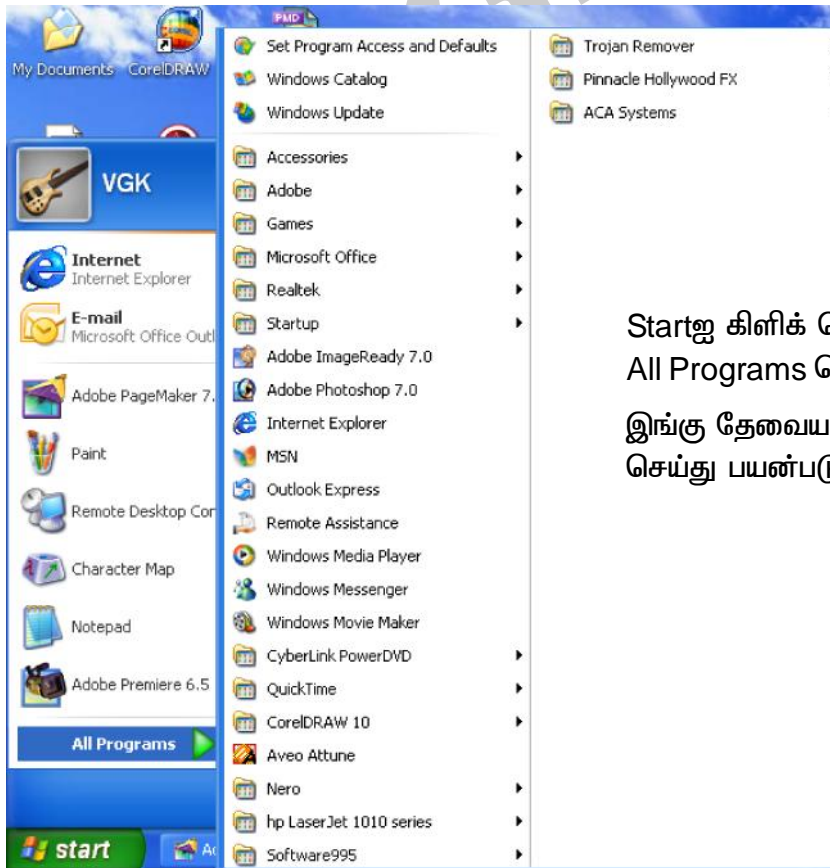 PMD
My Documents CorelDRAW
VGK
Internet
Internet Explorer
E-mail
Microsoft Office Outl
Adobe PageMaker 7.
Paint
Remote Desktop Con
Character Map
Notepad
Adobe Premiere 6.5
All Programs
start
Set Program Access and Defaults
Windows Catalog
Windows Update
Accessories
Adobe
Games
Microsoft Office
Realtek
Startup
Adobe ImageReady 7.0
Adobe Photoshop 7.0
Internet Explorer
MSN
Outlook Express
Remote Assistance
Windows Media Player
Windows Messenger
Windows Movie Maker
CyberLink PowerDVD
QuickTime
CorelDRAW 10
Aveo Attune
Nero
hp LaserJet 1010 series
Software995
Trojan Remover
Pinnacle Hollywood FX
ACA Systems
Startஐ கிளிக்
All Programs
இங்கு தேவைய
செய்து பயன்படு